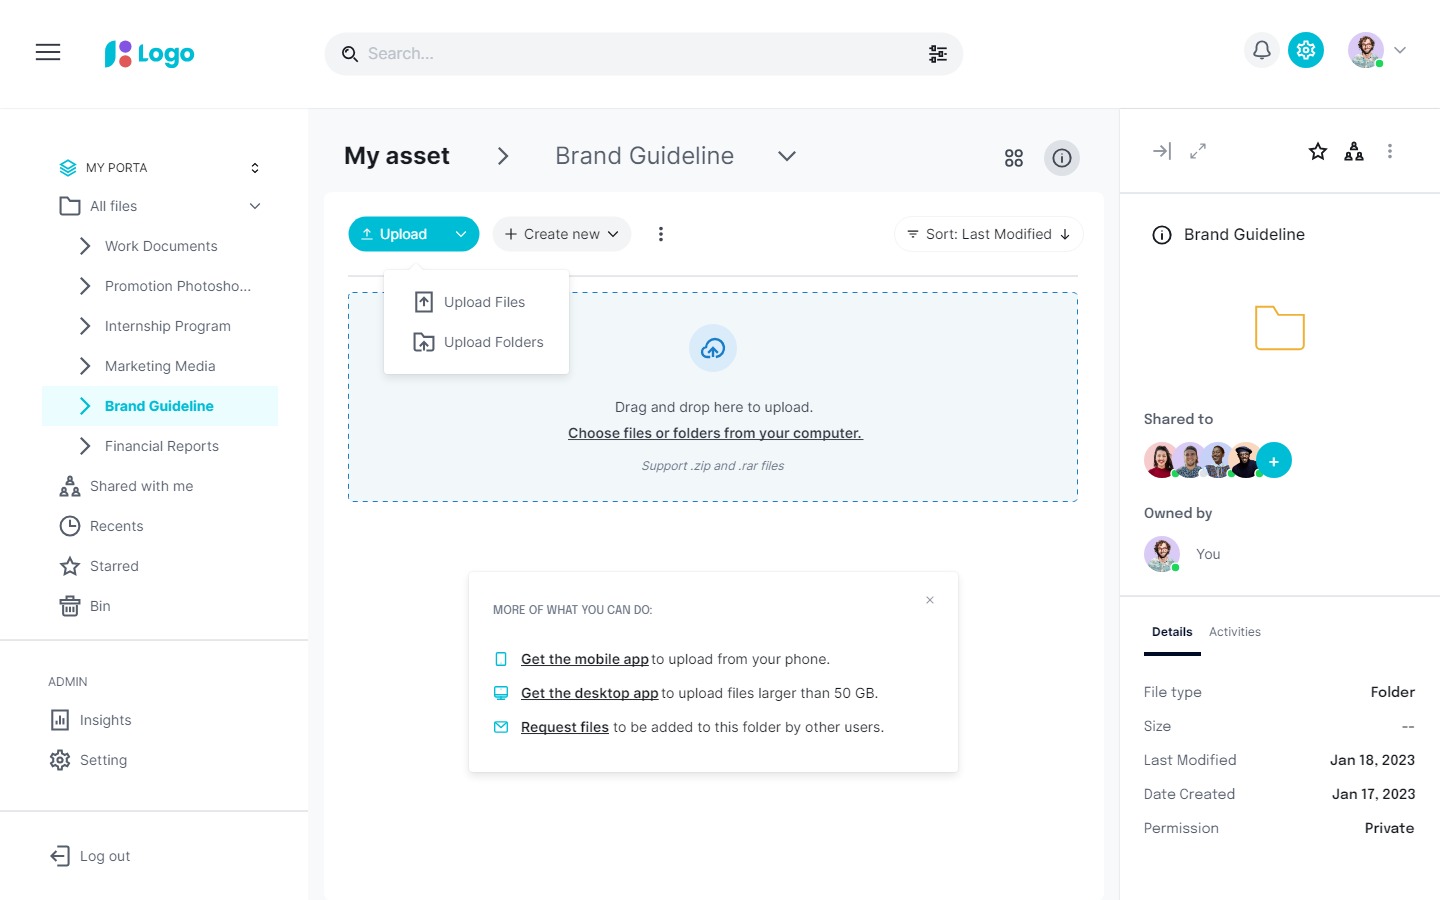 Logo
Search...
MY PORTA
All files
Work Documents
Promotion Photosho...
Internship Program
Marketing Media
Brand Guideline
Financial Reports
Shared with me
Recents
Starred
Bin
ADMIN
Insights
Setting
Log out
My asset
Brand Guideline
Upload
Create new
Sort: Last Modified
Upload Files
Upload Folders
Drag and drop here to upload.
Choose files or folders from your computer.
Support .zip and .rar files
MORE OF WHAT YOU CAN DO:
Get the mobile app to upload from your phone.
Get the desktop app to upload files larger than 50 GB.
Request files to be added to this folder by other users.
Brand Guideline
Shared to
Owned by
You
Details Activities
File type Folder
Size --
Last Modified Jan 18, 2023
Date Created Jan 17, 2023
Permission Private